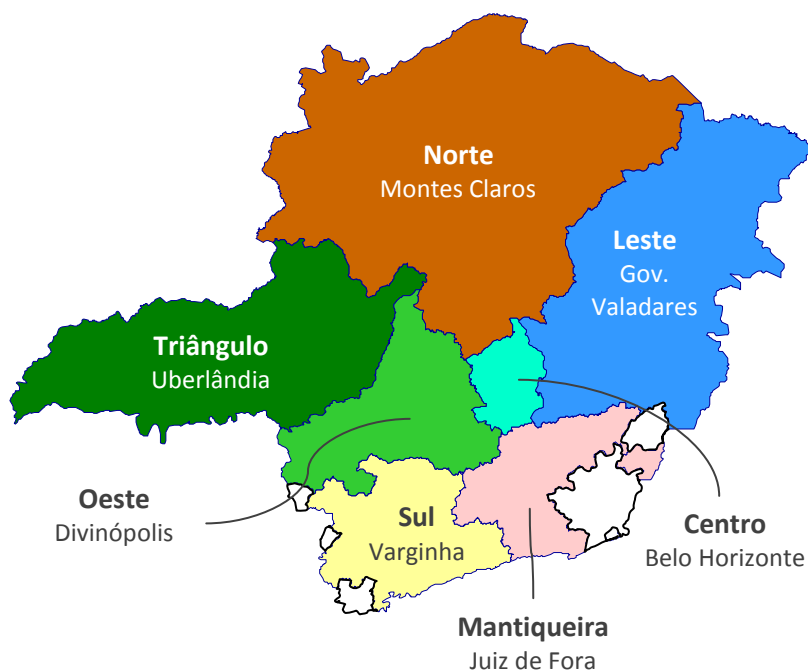 Norte
Montes Claros
Leste
Gov.
Valadares
Triângulo
Uberlândia
Oeste
Divinópolis
Sul
Varginha
Centro
Belo Horizonte
Mantiqueira
Juiz de Fora